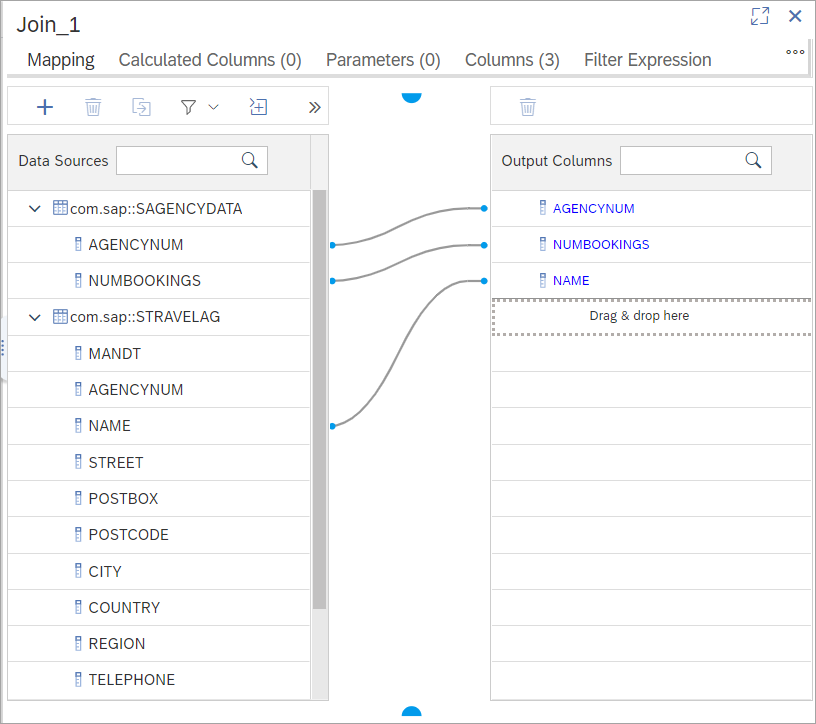 Join_1
Mapping Calculated Columns (0) Parameters (0) Columns (3) Filter Expression
Data Sources
com.sap::SAGENCYDATA
AGENCYNUM
NUMBOOKINGS
com.sap::STRAVELAG
MANDT
AGENCYNUM
NAME
STREET
POSTBOX
POSTCODE
CITY
COUNTRY
REGION
TELEPHONE
Output Columns
AGENCYNUM
NUMBOOKINGS
NAME
Drag & drop here